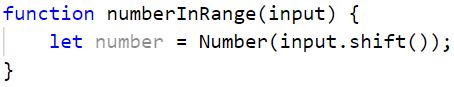 function numberInRange(input) {
    let number = Number(input.shift());
}